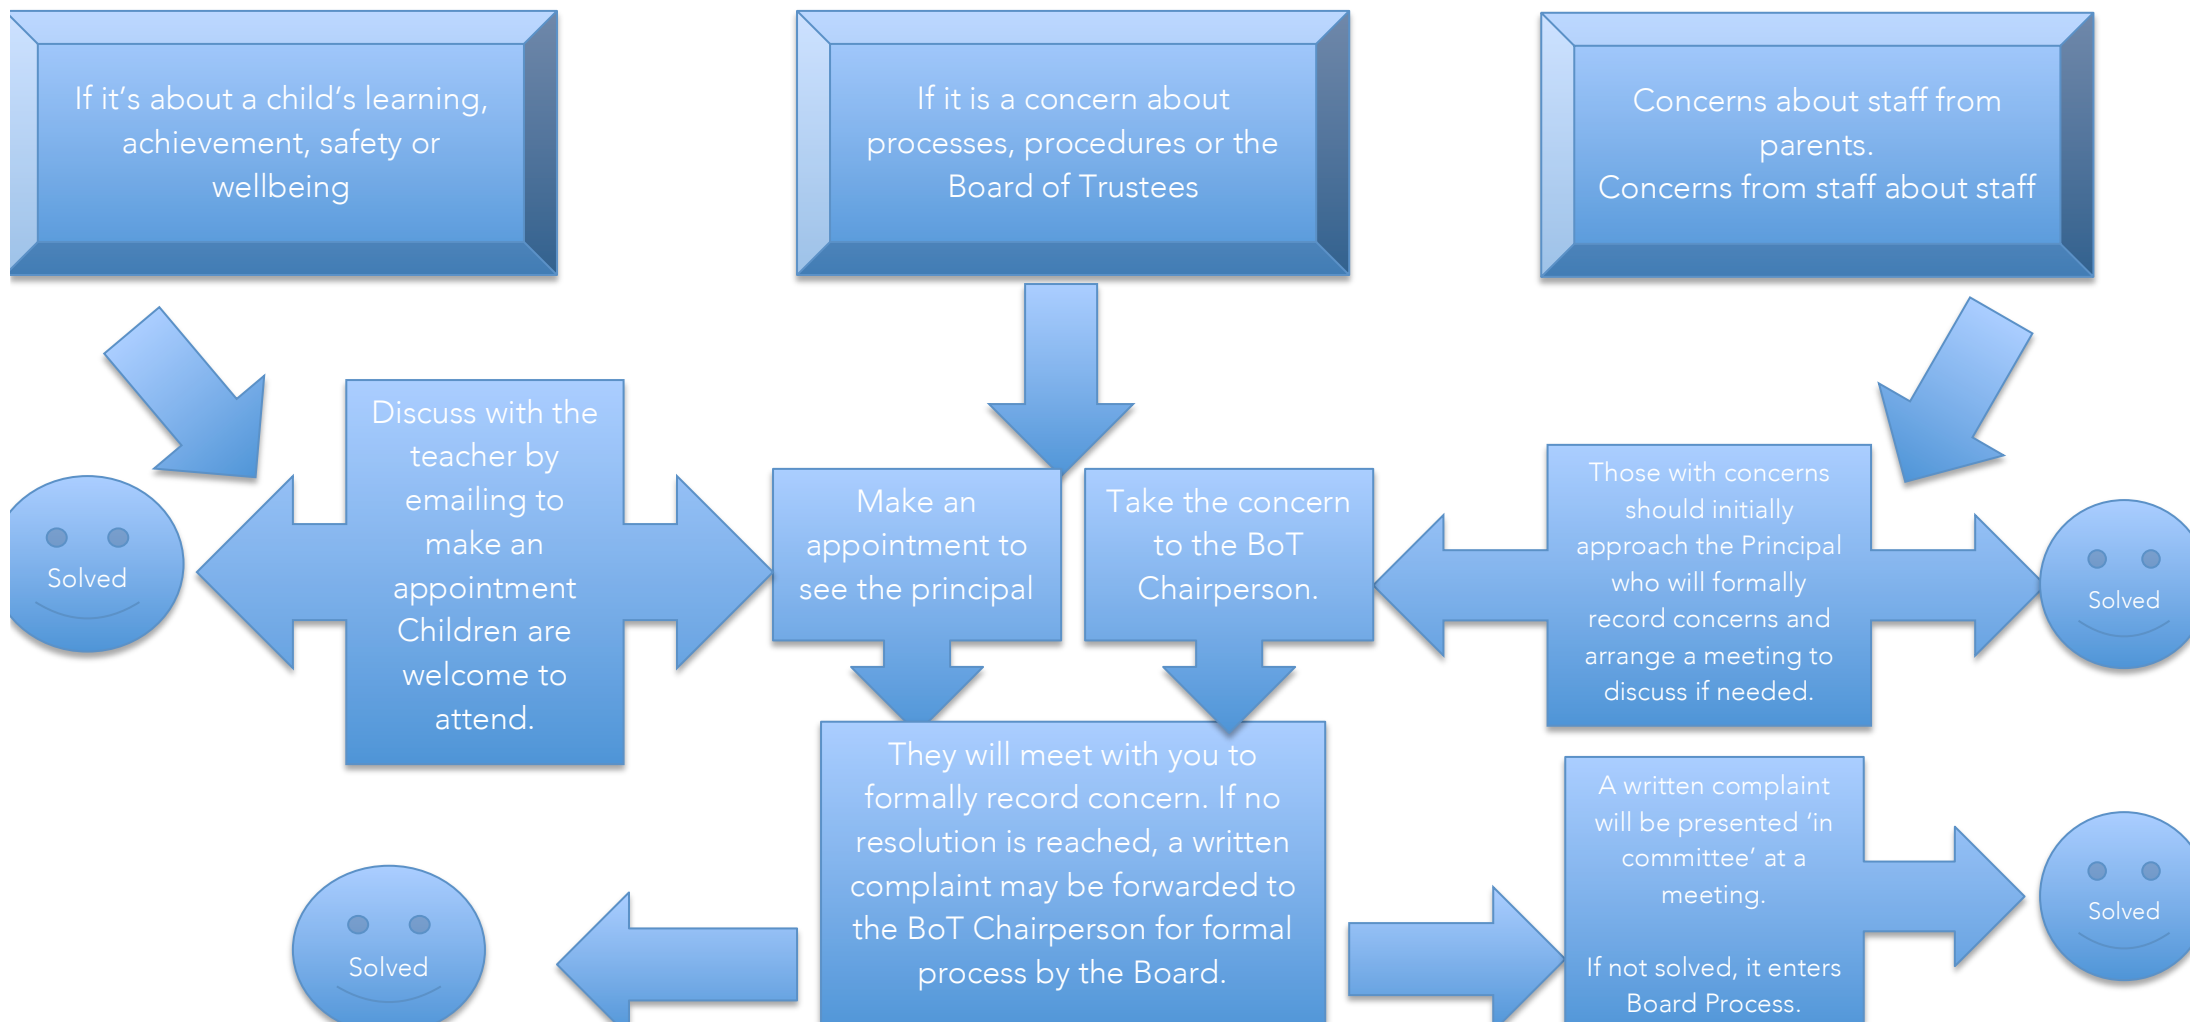 If it's about a child's learning,
achievement, safety or
wellbeing
If it is a concern about
processes, procedures or the
Board of Trustees
Concerns about staff from
parents.
Concerns from staff about staff
Solved
Discuss with the
teacher by
emailing to
make an
appointment
Children are
welcome to
attend.
Make an
appointment to
see the principal
Take the concern
to the BoT
Chairperson.
Those with concerns
should initially
approach the Principal
who will formally
record concerns and
arrange a meeting to
discuss if needed.
Solved
They will meet with you to
formally record concern. If no
resolution is reached, a written
complaint may be forwarded to
the BoT Chairperson for formal
process by the Board.
Solved
A written complaint
will be presented ‘in
committee’ at a
meeting.
If not solved, it enters
Board Process.
Solved